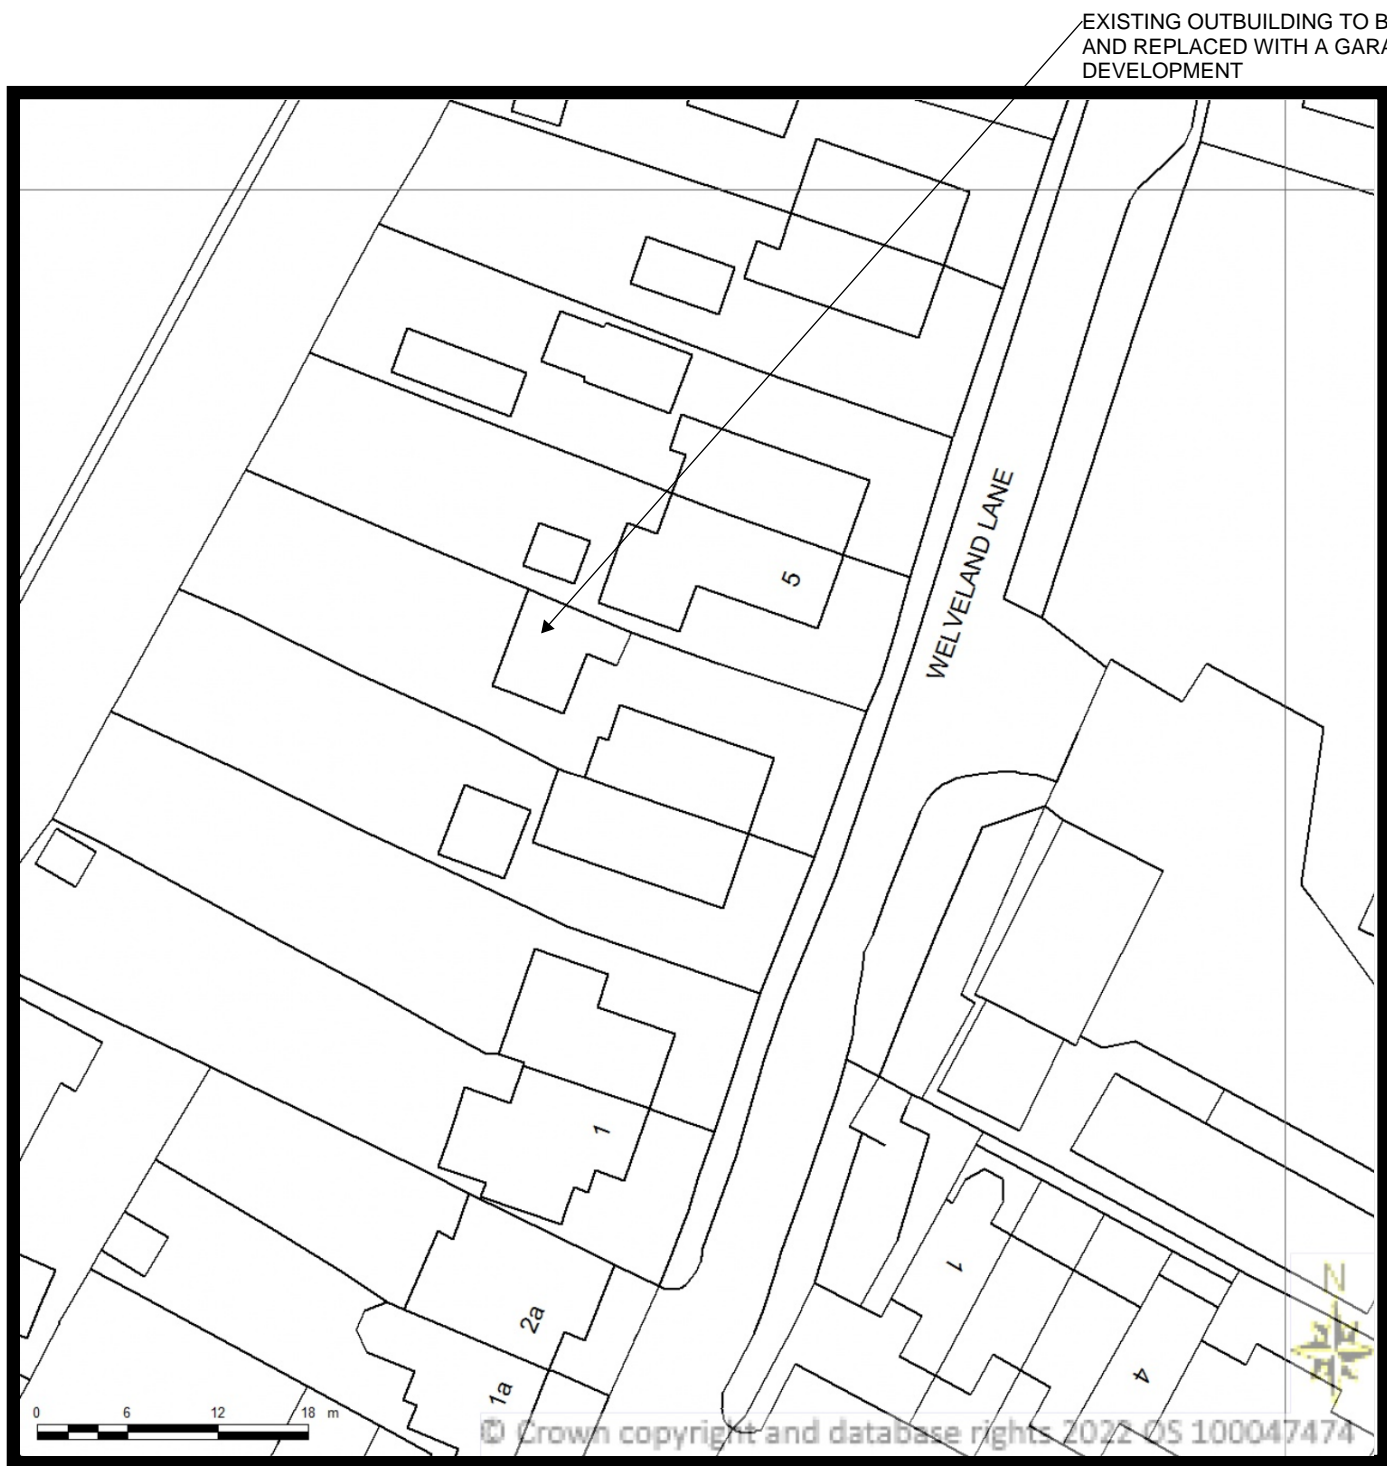 EXISTING OUTBUILDING TO B
AND REPLACED WITH A GARA
DEVELOPMENT
WELVELAND LANE
5
1
2a
1a
1
4
N
0 6 12 18 m
© Crown copyright and database rights 2022 OS 100047474